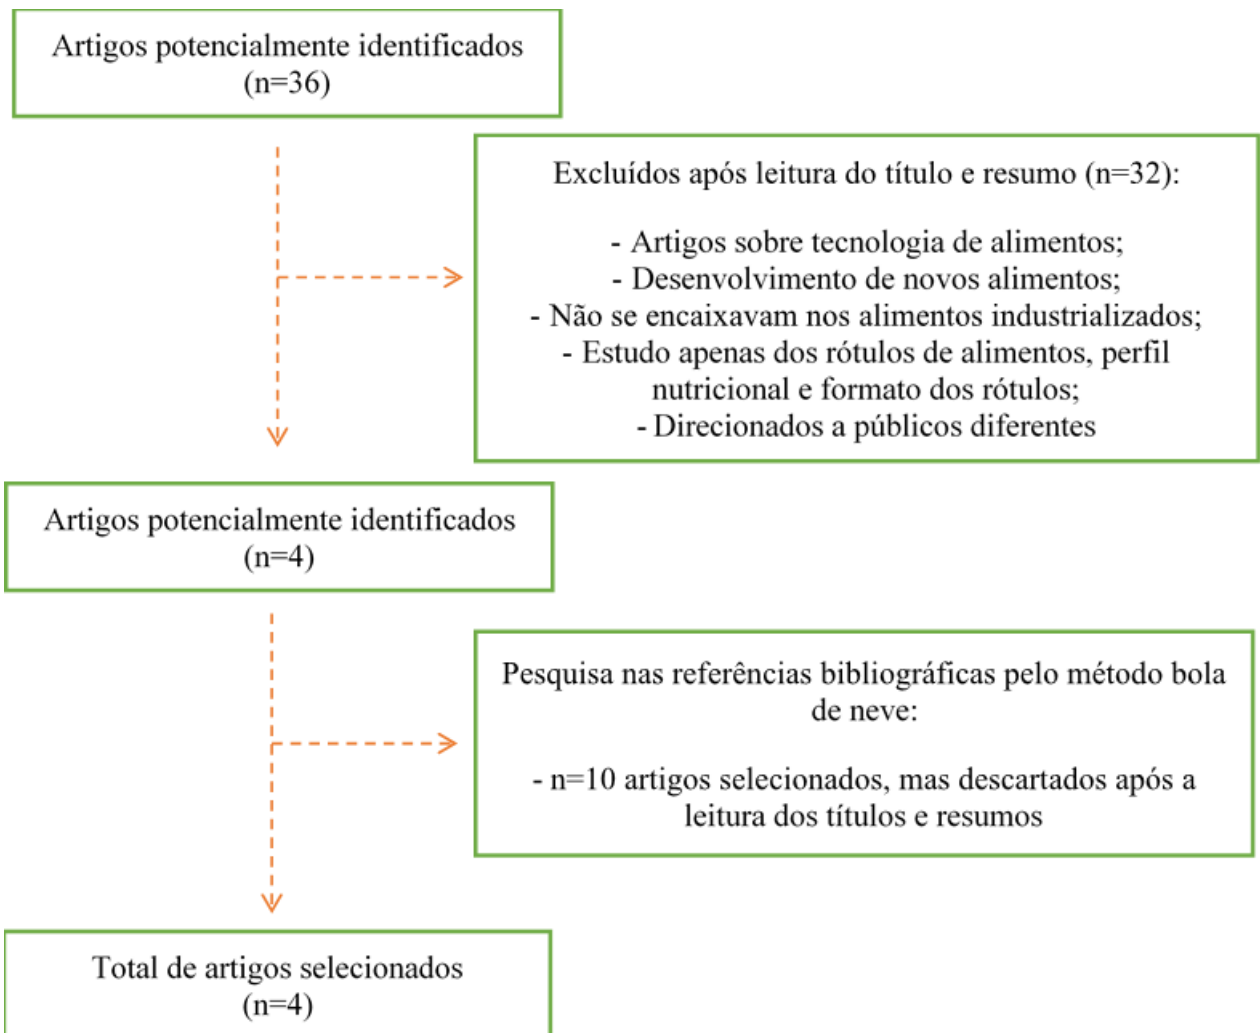 Artigos potencialmente identificados
(n=36)
Excluídos após leitura do título e resumo (n=32):
- Artigos sobre tecnologia de alimentos;
- Desenvolvimento de novos alimentos;
- Não se encaixavam nos alimentos industrializados;
- Estudo apenas dos rótulos de alimentos, perfil
nutricional e formato dos rótulos;
- Direcionados a públicos diferentes
Artigos potencialmente identificados
(n=4)
Pesquisa nas referências bibliográficas pelo método bola
de neve:
- n=10 artigos selecionados, mas descartados após a
leitura dos títulos e resumos
Total de artigos selecionados
(n=4)